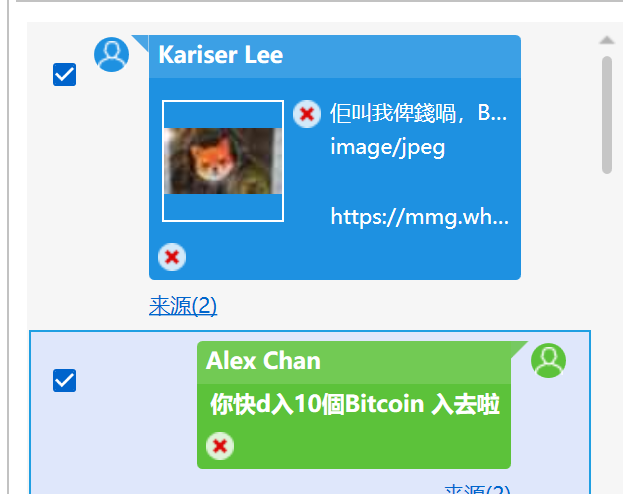 Kariser Lee
佢叫我俾錢喎，B...
image/jpeg
https://mmg.wh...
来源(2)
Alex Chan
你快d入10個Bitcoin 入去啦
来源(2)